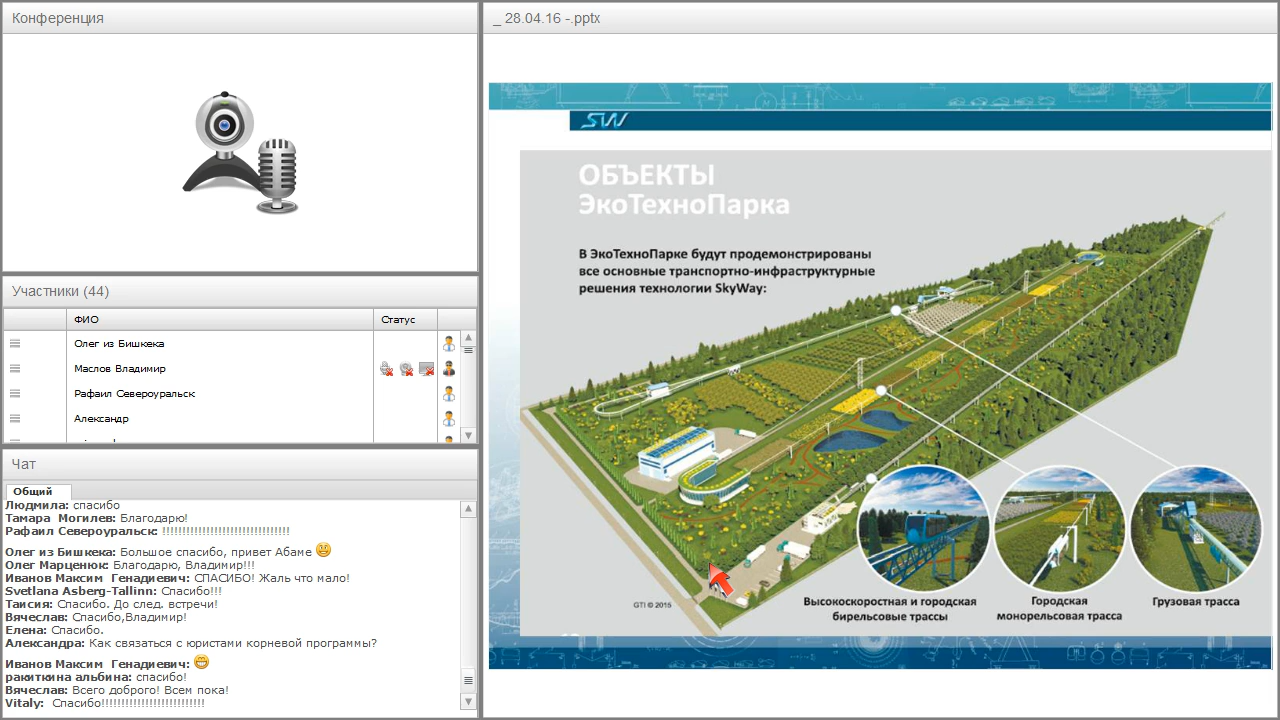 Конференция
Участники (44)
ФИО
Статус
Олег из Бишкека
Маслов Владимир
Рафаил Североуральск
Александр
Чат
Общий
Людмила: спасибо
Тамара Могилев: Благодарю!
Рафаил Североуральск: !!!!!!!!!!!!!!!!!!!!!!!!!!!!!!!!
Олег из Бишкека: Большое спасибо, привет Абаме
Олег Марценюк: Благодарю, Владимир!!!
Иванов Максим Генадиевич: СПАСИБО! Жаль что мало!
Svetlana Asberg-Tallinn: Спасибо!!!
Таисия: Спасибо. До след. встречи!
Вячеслав: Спасибо,Владимир!
Елена: Спасибо.
Александра: Как связаться с юристами корневой программы?
Иванов Максим Генадиевич:
ракиткина альбина: спасибо!
Вячеслав: Всего доброго! Всем пока!
Vitaly: Спасибо!!!!!!!!!!!!!!!!!!!!!!!!!!
_ 28.04.16 -.pptx
SW
ОБЪЕКТЫ
ЭкоТехноПарка
В ЭкоТехноПарке будут продемонстрированы
все основные транспортно-инфраструктурные
решения технологии SkyWay:
GTI © 2015
Высокоскоростная и городская
бирельсовые трассы
Городская
монорельсовая трасса
Грузовая трасса